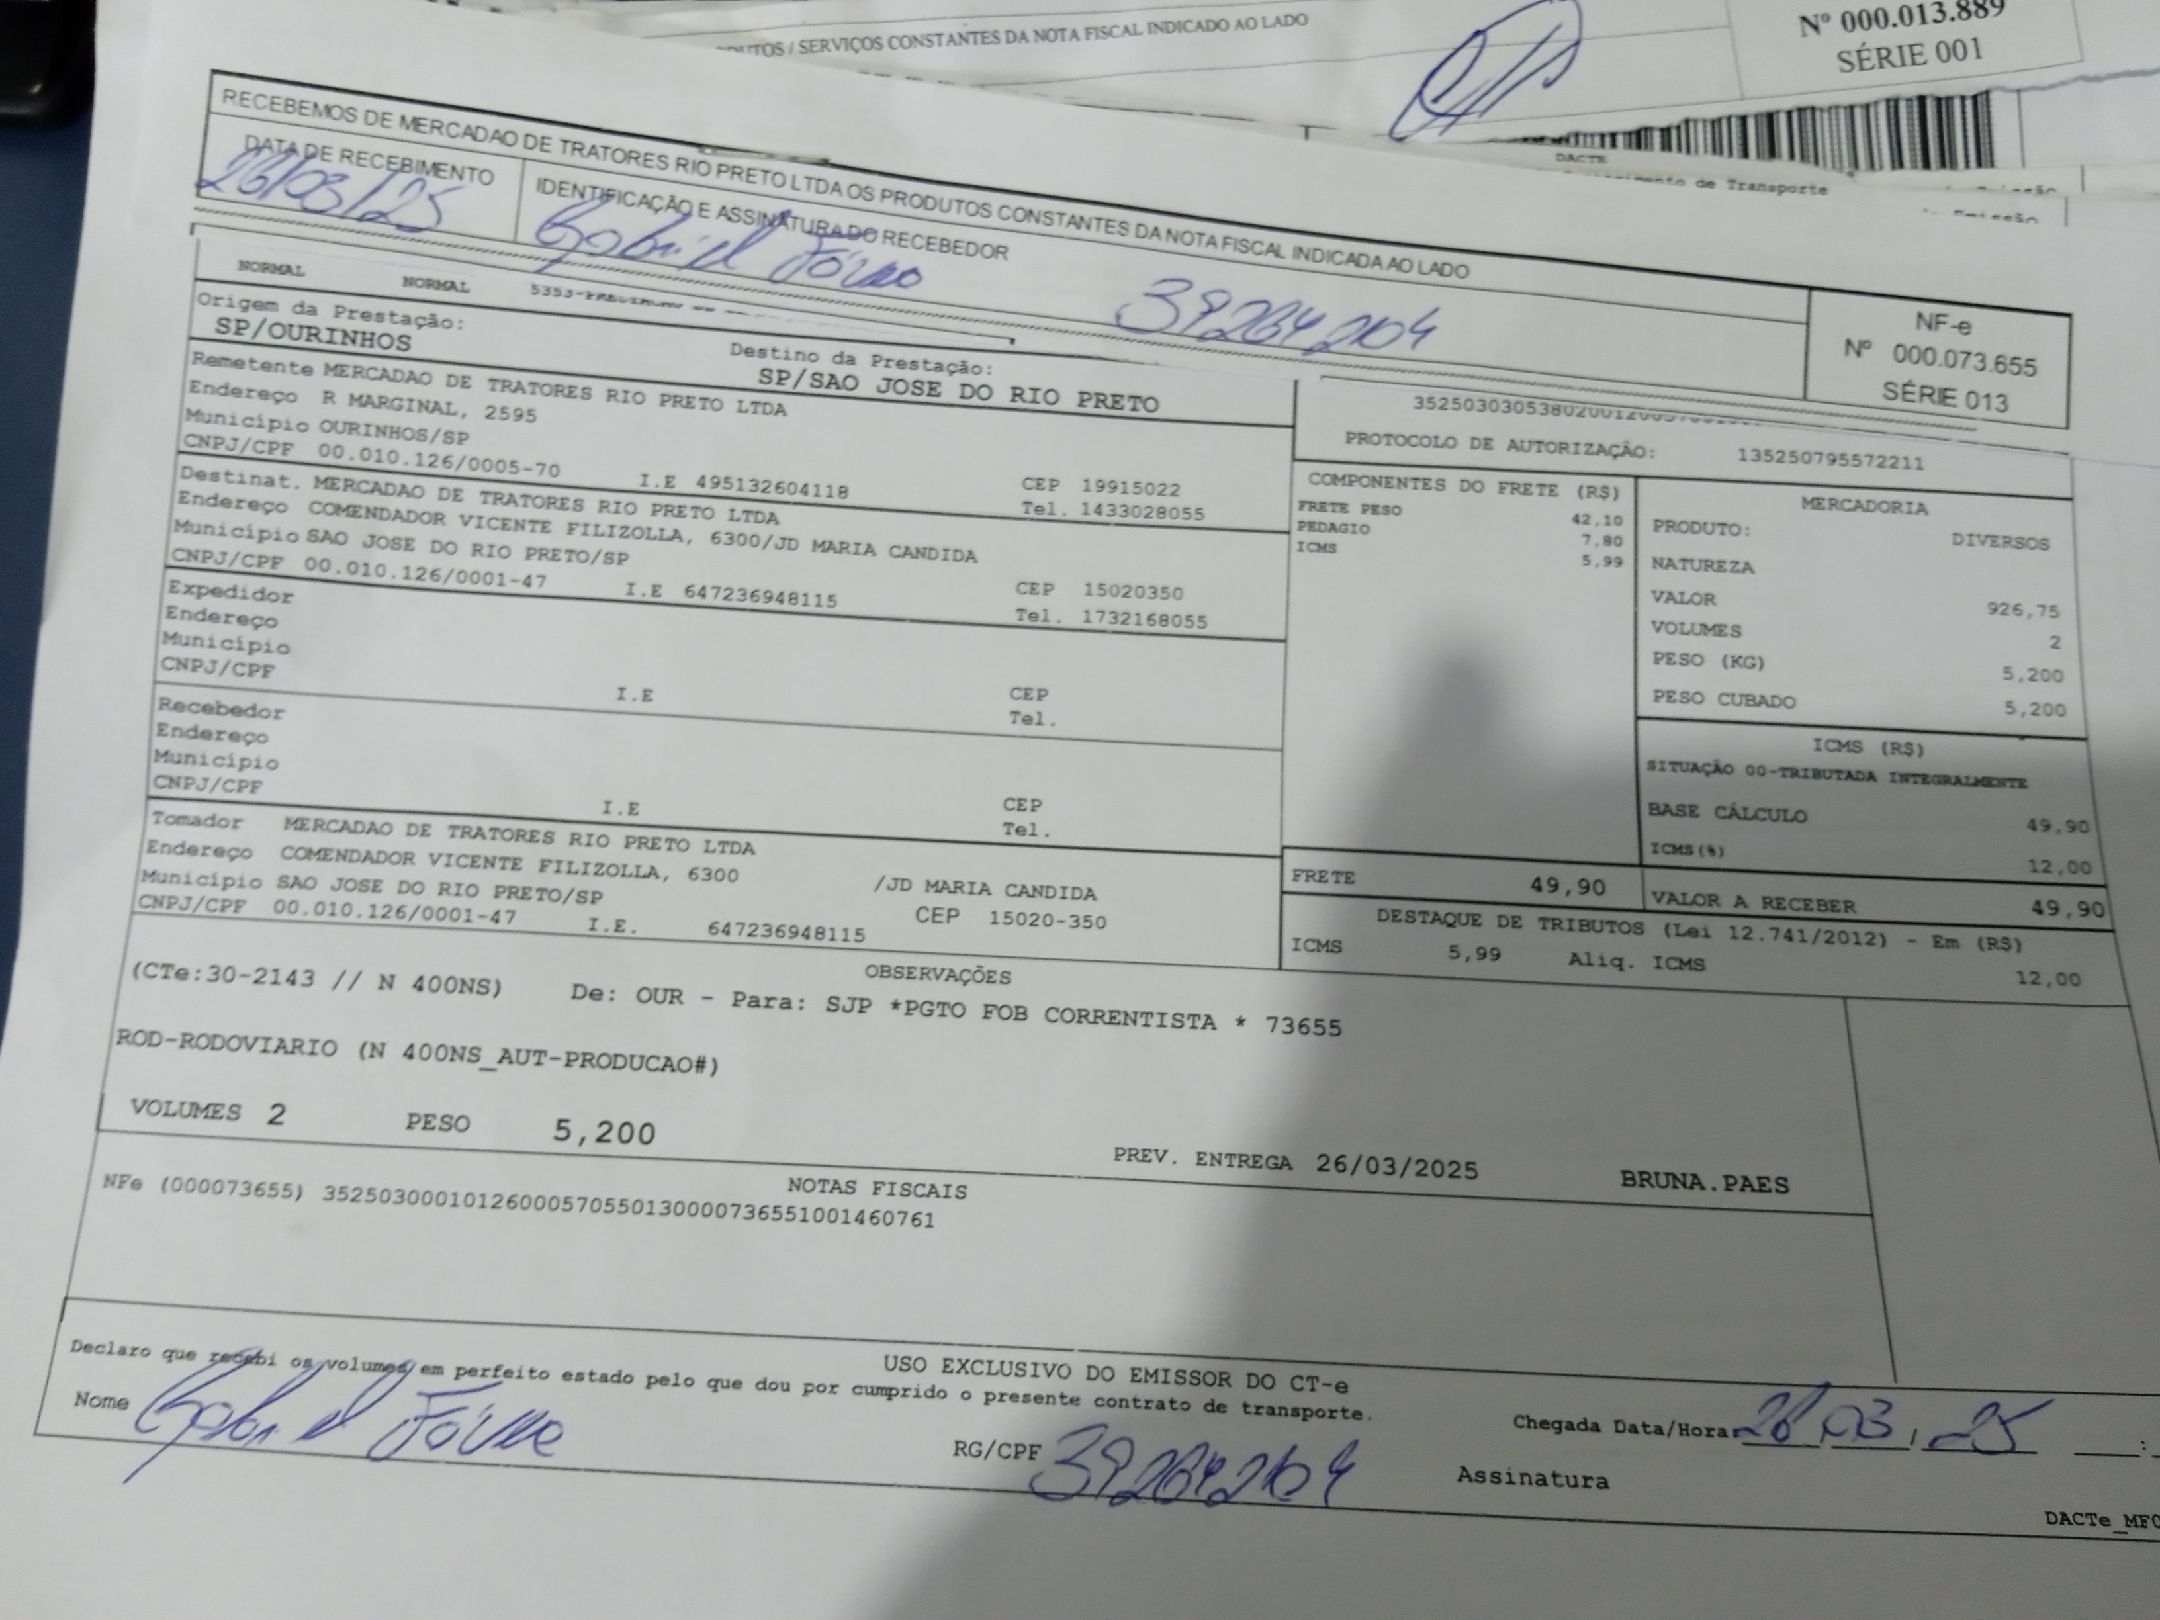 PRODUTOS / SERVIÇOS CONSTANTES DA NOTA FISCAL INDICADO AO LADO
Nº 000.013.889
SÉRIE 001
DACTE
de Transporte
RECEBEMOS DE MERCADAO DE TRATORES RIO PRETO LTDA OS PRODUTOS CONSTANTES DA NOTA FISCAL INDICADA AO LADO
DATA DE RECEBIMENTO
26/03/25
IDENTIFICAÇÃO E ASSINATURA DO RECEBEDOR
Gabriel
NF-e
Nº 000.073.655
SÉRIE 013
NORMAL NORMAL
Origem da Prestação:
SP/OURINHOS
Destino da Prestação:
SP/SAO JOSE DO RIO PRETO
Remetente MERCADAO DE TRATORES RIO PRETO LTDA
Endereço R MARGINAL, 2595
Município OURINHOS/SP
CNPJ/CPF 00.010.126/0005-70 I.E 495132604118
CEP 19915022
Tel. 1433028055
Destinat. MERCADAO DE TRATORES RIO PRETO LTDA
Endereço COMENDADOR VICENTE FILIZOLLA, 6300/JD MARIA CANDIDA
Município SAO JOSE DO RIO PRETO/SP
CNPJ/CPF 00.010.126/0001-47 I.E 647236948115
CEP 15020350
Tel. 1732168055
Expedidor
Endereço
Município
CNPJ/CPF
I.E
CEP
Tel.
Recebedor
Endereço
Município
CNPJ/CPF
I.E
CEP
Tel.
Tomador MERCADAO DE TRATORES RIO PRETO LTDA
Endereço COMENDADOR VICENTE FILIZOLLA, 6300 /JD MARIA CANDIDA
Município SAO JOSE DO RIO PRETO/SP CEP 15020-350
CNPJ/CPF 00.010.126/0001-47 I.E. 647236948115
PROTOCOLO DE AUTORIZAÇÃO: 135250795572211
COMPONENTES DO FRETE (R$)
FRETE PESO 42,10
PEDAGIO 7,80
ICMS 5,99
MERCADORIA
PRODUTO: DIVERSOS
NATUREZA
VALOR 926,75
VOLUMES 2
PESO (KG) 5,200
PESO CUBADO 5,200
ICMS (R$)
SITUAÇÃO 00-TRIBUTADA INTEGRALMENTE
BASE CÁLCULO 49,90
ICMS(%) 12,00
FRETE 49,90
VALOR A RECEBER 49,90
DESTAQUE DE TRIBUTOS (Lei 12.741/2012) - Em (R$)
ICMS 5,99 Aliq. ICMS 12,00
OBSERVAÇÕES
(CTe:30-2143 // N 400NS) De: OUR - Para: SJP *PGTO FOB CORRENTISTA * 73655
ROD-RODOVIARIO (N 400NS_AUT-PRODUCAO#)
VOLUMES 2 PESO 5,200
PREV. ENTREGA 26/03/2025 BRUNA.PAES
NOTAS FISCAIS
NFe (000073655) 35250300010126000570550130000736551001460761
USO EXCLUSIVO DO EMISSOR DO CT-e
Declaro que recebi os volumes em perfeito estado pelo que dou por cumprido o presente contrato de transporte.
Nome Gabriel
RG/CPF
Chegada Data/Hora 26/03/25
Assinatura